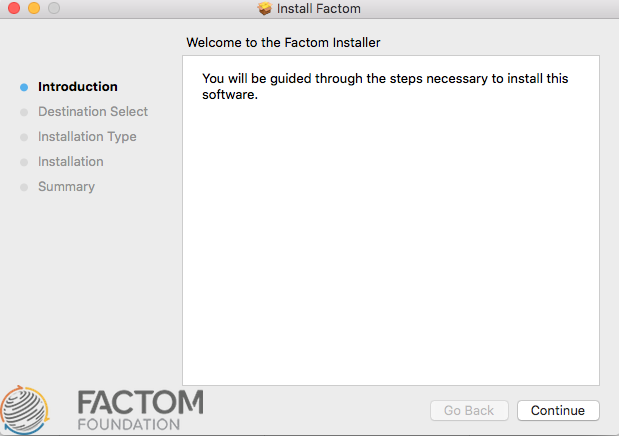 Install Factom
Welcome to the Factom Installer
Introduction
Destination Select
Installation Type
Installation
Summary
You will be guided through the steps necessary to install this
software.
FACTOM
FOUNDATION
Go Back
Continue